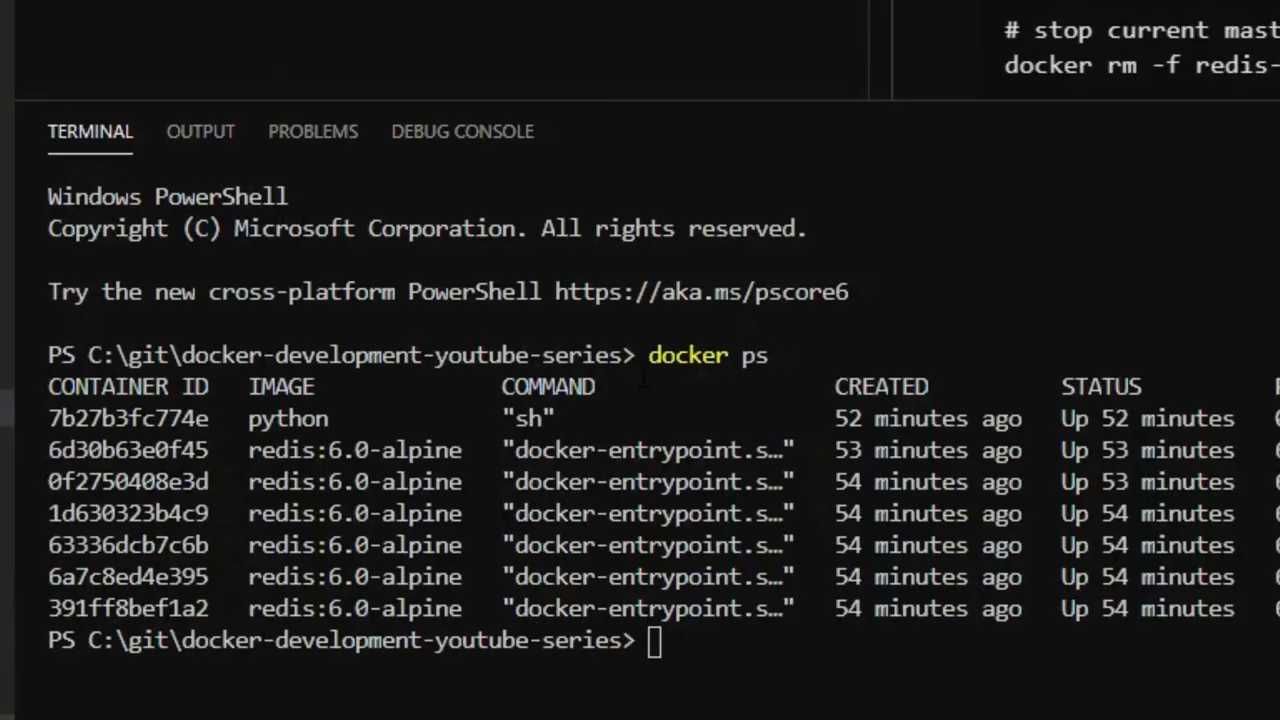 # stop current mast
docker rm -f redis-
TERMINAL OUTPUT PROBLEMS DEBUG CONSOLE
Windows PowerShell
Copyright (C) Microsoft Corporation. All rights reserved.
Try the new cross-platform PowerShell https://aka.ms/pscore6
PS C:\git\docker-development-youtube-series> docker ps
CONTAINER ID IMAGE COMMAND CREATED STATUS
7b27b3fc774e python "sh" 52 minutes ago Up 52 minutes
6d30b63e0f45 redis:6.0-alpine "docker-entrypoint.s…" 53 minutes ago Up 53 minutes
0f2750408e3d redis:6.0-alpine "docker-entrypoint.s…" 54 minutes ago Up 53 minutes
1d630323b4c9 redis:6.0-alpine "docker-entrypoint.s…" 54 minutes ago Up 54 minutes
63336dcb7c6b redis:6.0-alpine "docker-entrypoint.s…" 54 minutes ago Up 54 minutes
6a7c8ed4e395 redis:6.0-alpine "docker-entrypoint.s…" 54 minutes ago Up 54 minutes
391ff8bef1a2 redis:6.0-alpine "docker-entrypoint.s…" 54 minutes ago Up 54 minutes
PS C:\git\docker-development-youtube-series>